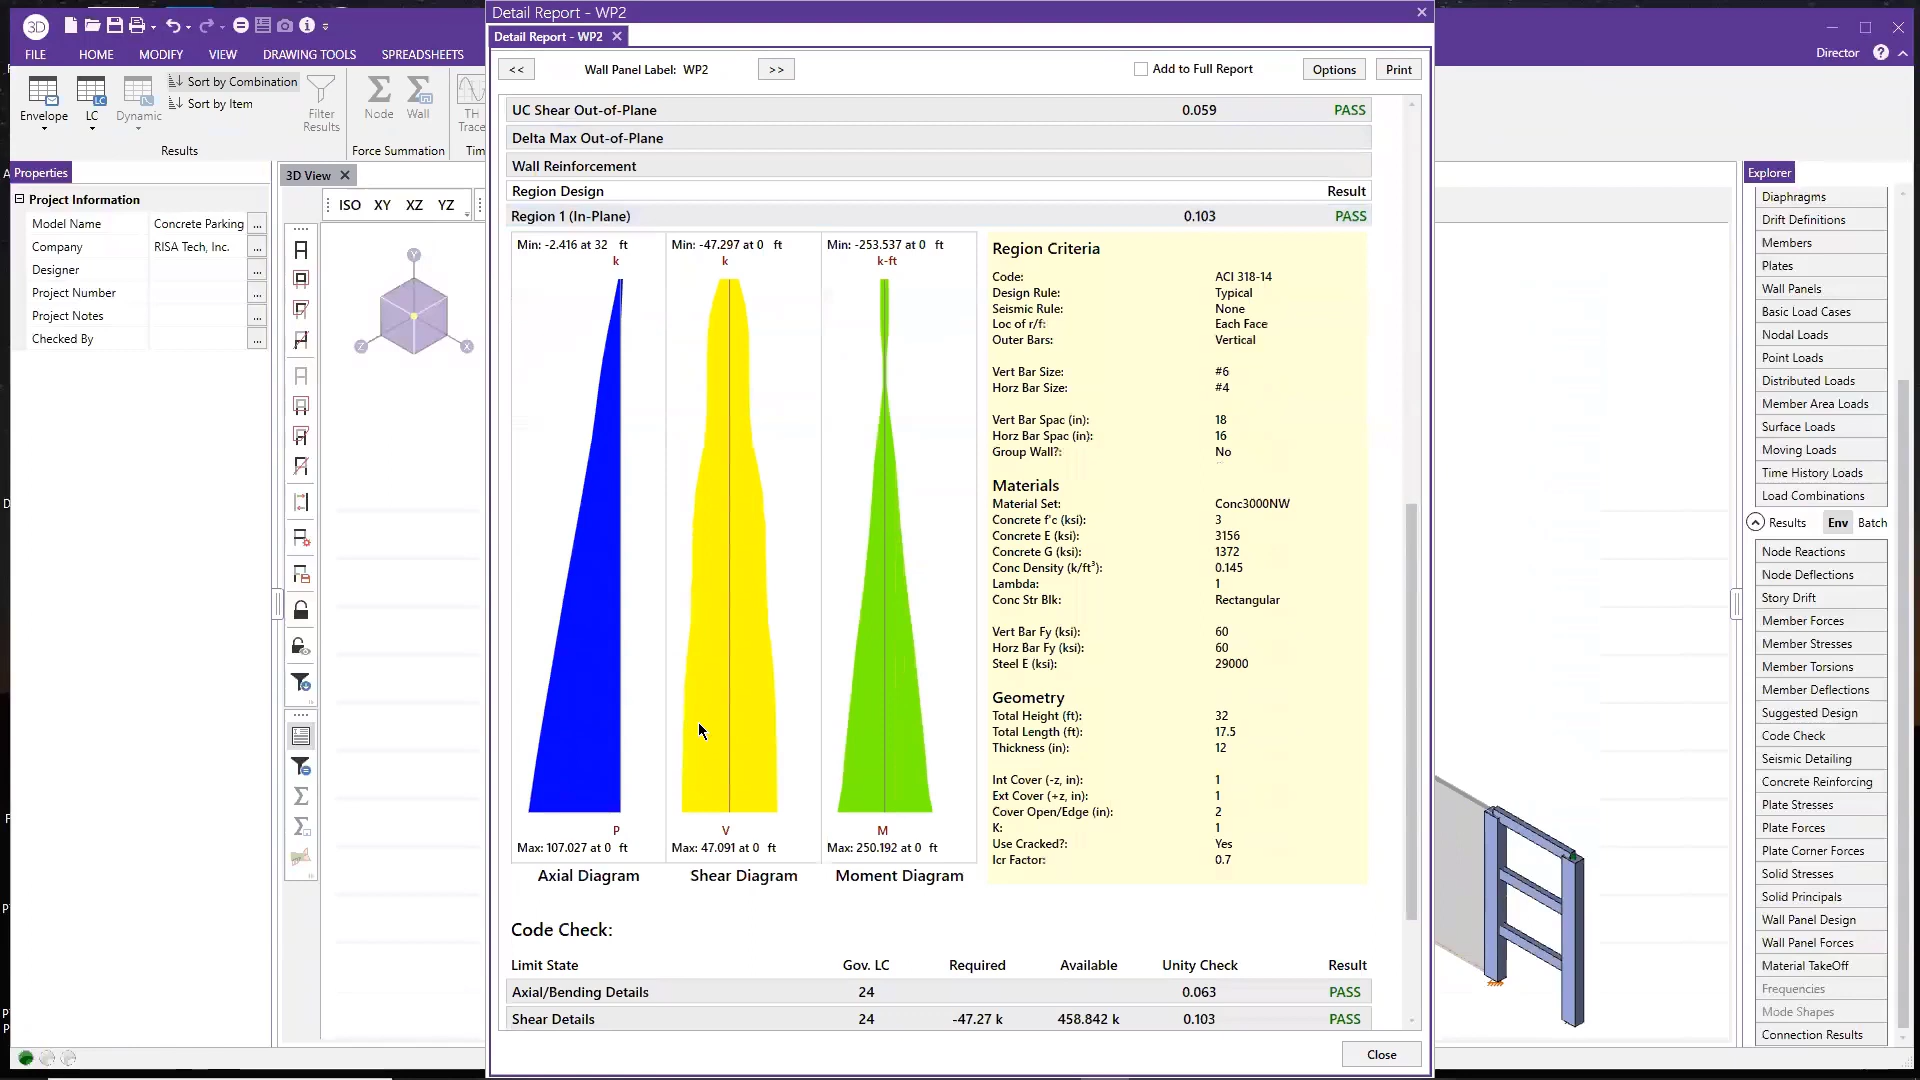 Detail Report - WP2
Detail Report - WP2
3D
FILE
HOME
MODIFY
VIEW
DRAWING TOOLS
SPREADSHEETS
Director
Envelope
LC
Dynamic
Sort by Combination
Sort by Item
Filter
Results
Results
Node
Wall
Force Summation
TH
Trace
Tim
<<
Wall Panel Label: WP2
>>
Add to Full Report
Options
Print
Properties
Project Information
Model Name
Concrete Parking
...
Company
RISA Tech, Inc.
...
Designer
...
Project Number
...
Project Notes
...
Checked By
...
3D View
ISO
XY
XZ
YZ
Y
Z
X
UC Shear Out-of-Plane
0.059
PASS
Delta Max Out-of-Plane
Wall Reinforcement
Region Design
Result
Region 1 (In-Plane)
0.103
PASS
Min: -2.416 at 32 ft
k
Min: -47.297 at 0 ft
k
Min: -253.537 at 0 ft
k-ft
P
Max: 107.027 at 0 ft
V
Max: 47.091 at 0 ft
M
Max: 250.192 at 0 ft
Axial Diagram
Shear Diagram
Moment Diagram
Region Criteria
Code: ACI 318-14
Design Rule: Typical
Seismic Rule: None
Loc of r/f: Each Face
Outer Bars: Vertical
Vert Bar Size: #6
Horz Bar Size: #4
Vert Bar Spac (in): 18
Horz Bar Spac (in): 16
Group Wall?: No
Materials
Material Set: Conc3000NW
Concrete f'c (ksi): 3
Concrete E (ksi): 3156
Concrete G (ksi): 1372
Conc Density (k/ft³): 0.145
Lambda: 1
Conc Str Blk: Rectangular
Vert Bar Fy (ksi): 60
Horz Bar Fy (ksi): 60
Steel E (ksi): 29000
Geometry
Total Height (ft): 32
Total Length (ft): 17.5
Thickness (in): 12
Int Cover (-z, in): 1
Ext Cover (+z, in): 1
Cover Open/Edge (in): 2
K: 1
Use Cracked?: Yes
Icr Factor: 0.7
Code Check:
Limit State
Gov. LC
Required
Available
Unity Check
Result
Axial/Bending Details
24
0.063
PASS
Shear Details
24
-47.27 k
458.842 k
0.103
PASS
Close
Explorer
Diaphragms
Drift Definitions
Members
Plates
Wall Panels
Basic Load Cases
Nodal Loads
Point Loads
Distributed Loads
Member Area Loads
Surface Loads
Moving Loads
Time History Loads
Load Combinations
Results
Env
Batch
Node Reactions
Node Deflections
Story Drift
Member Forces
Member Stresses
Member Torsions
Member Deflections
Suggested Design
Code Check
Seismic Detailing
Concrete Reinforcing
Plate Stresses
Plate Forces
Plate Corner Forces
Solid Stresses
Solid Principals
Wall Panel Design
Wall Panel Forces
Material TakeOff
Frequencies
Mode Shapes
Connection Results